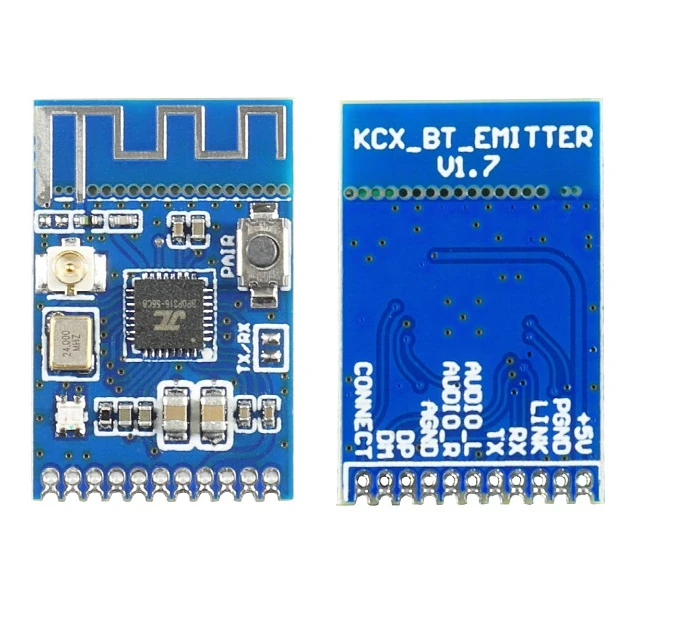 PAIR
JL
24.000
MHZ
TX/RX
KCX_BT_EMITTER
V1.7
CONNECT
DM
DP
AGND
AUDIO_R
AUDIO_L
TX
RX
LINK
PGND
+5V